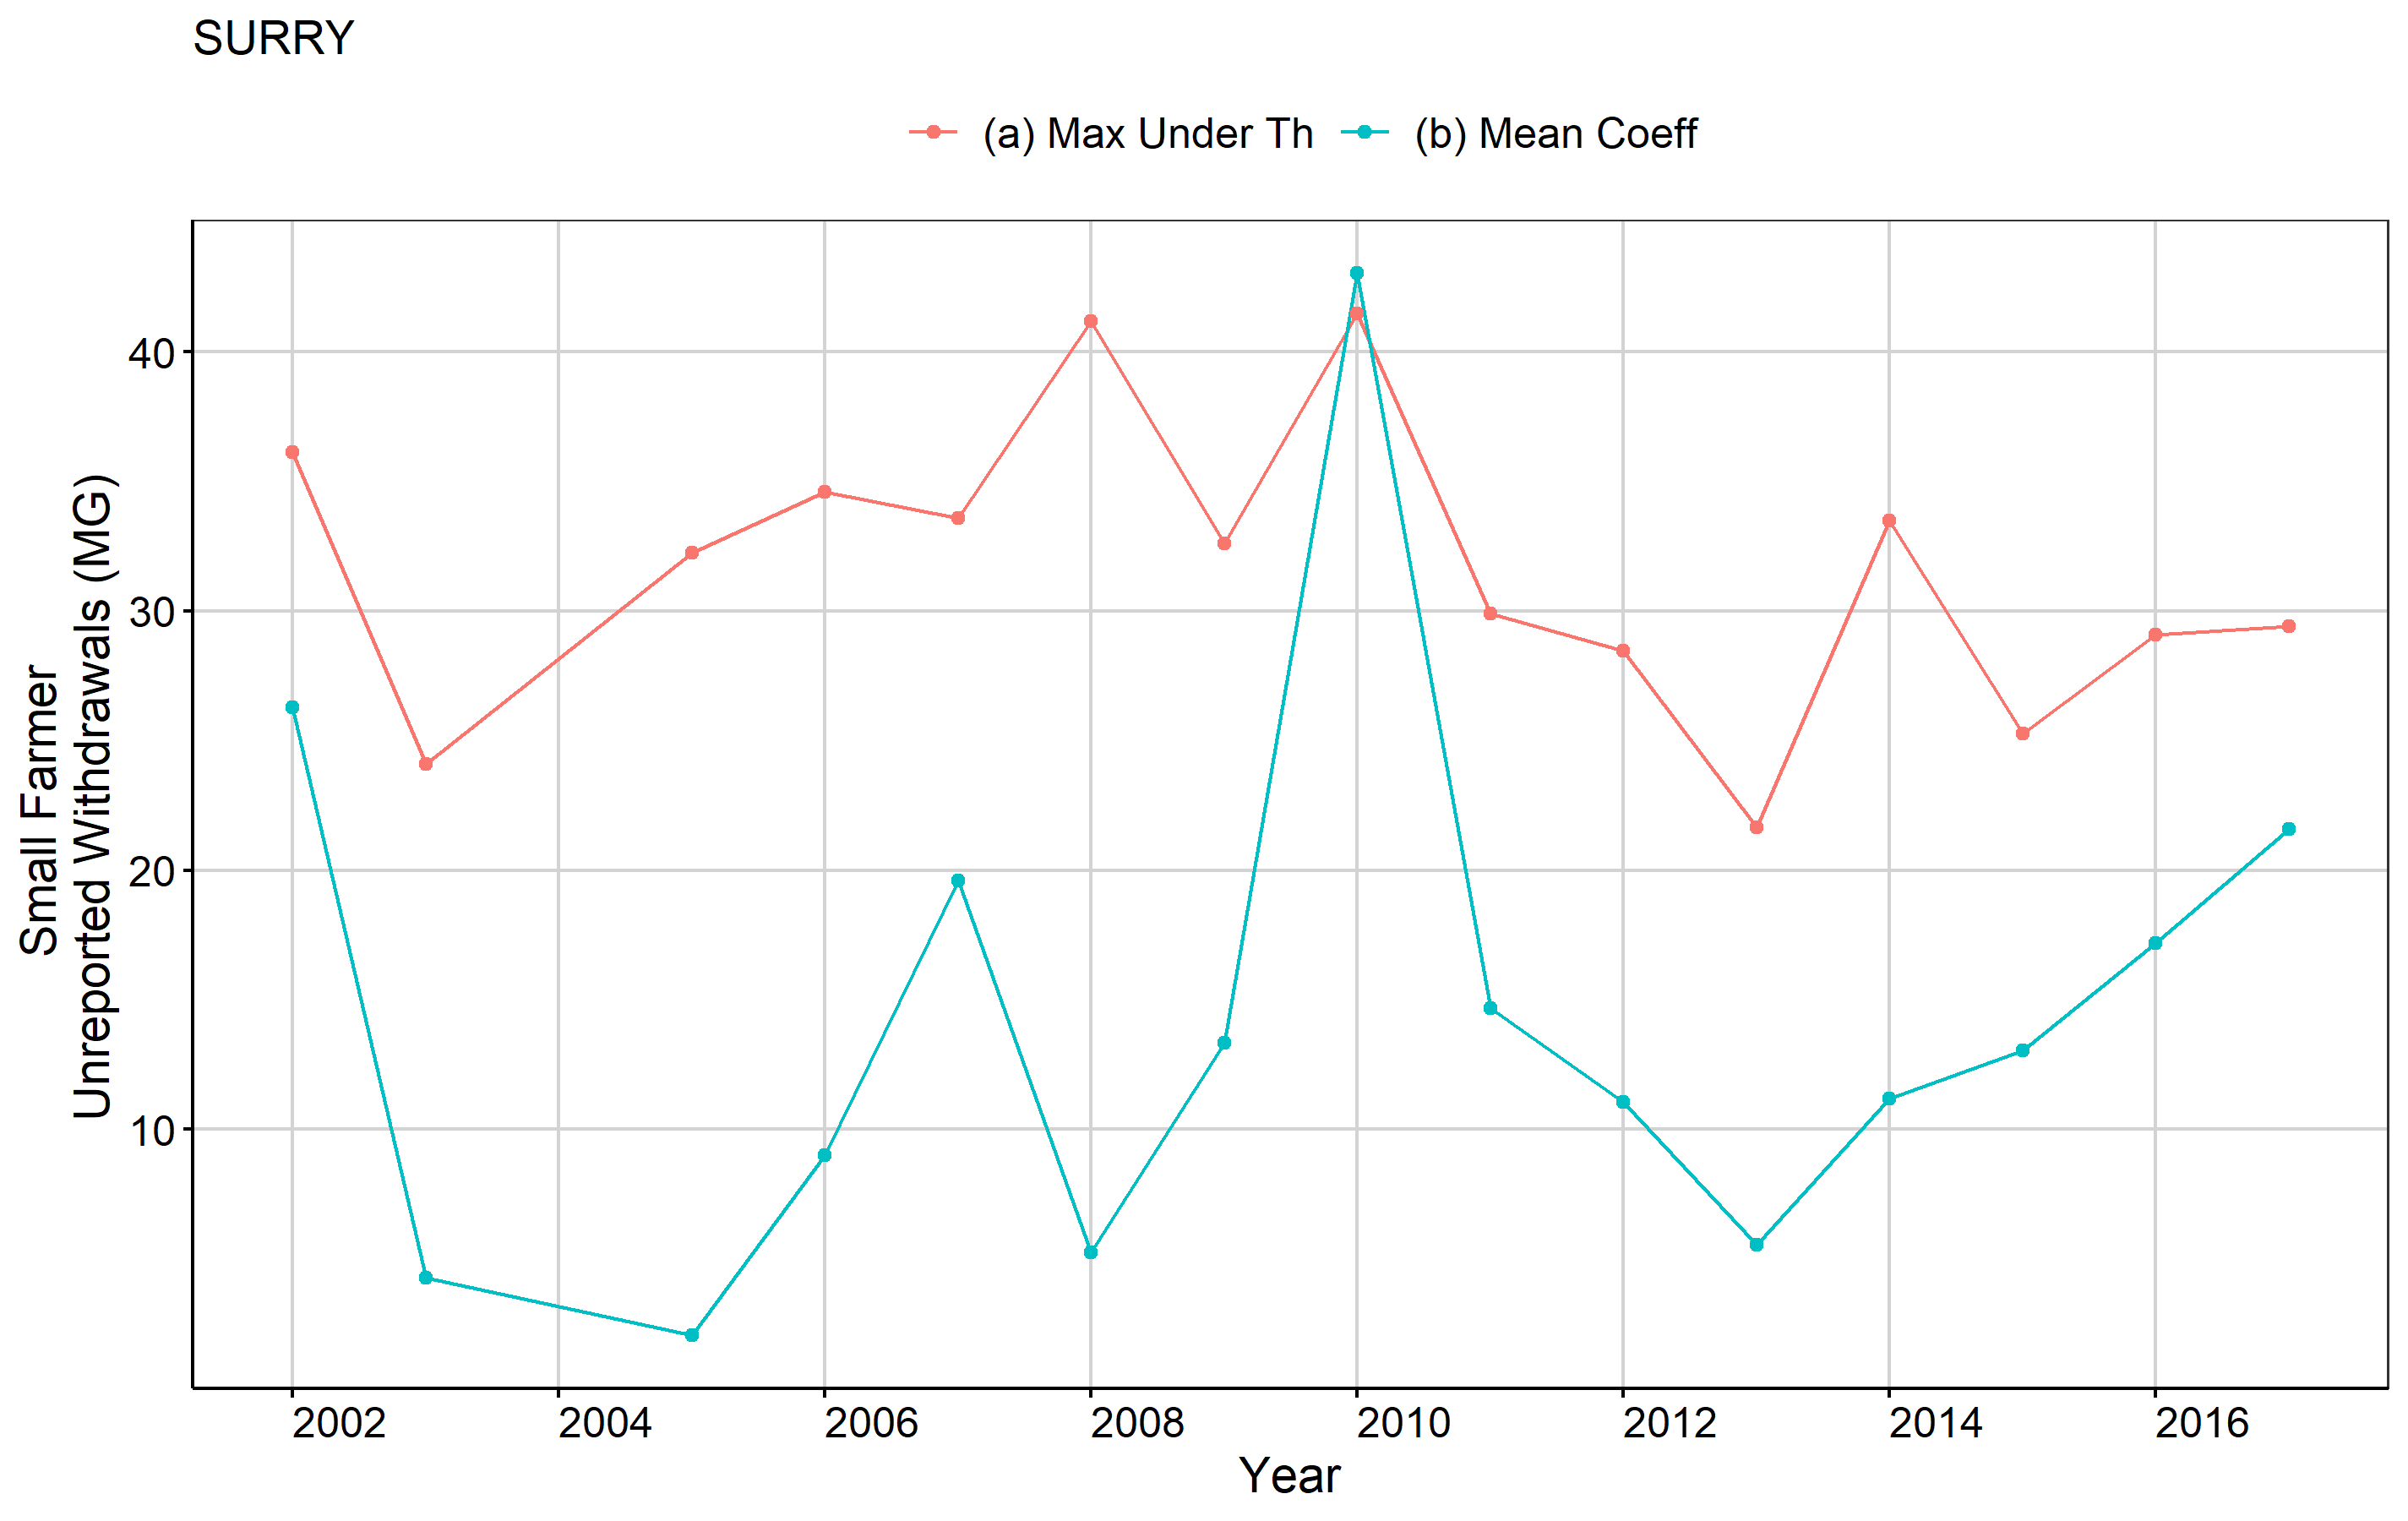 SURRY
(a) Max Under Th (b) Mean Coeff
Small Farmer
Unreported Withdrawals (MG)
40
30
20
10
2002 2004 2006 2008 2010 2012 2014 2016
Year